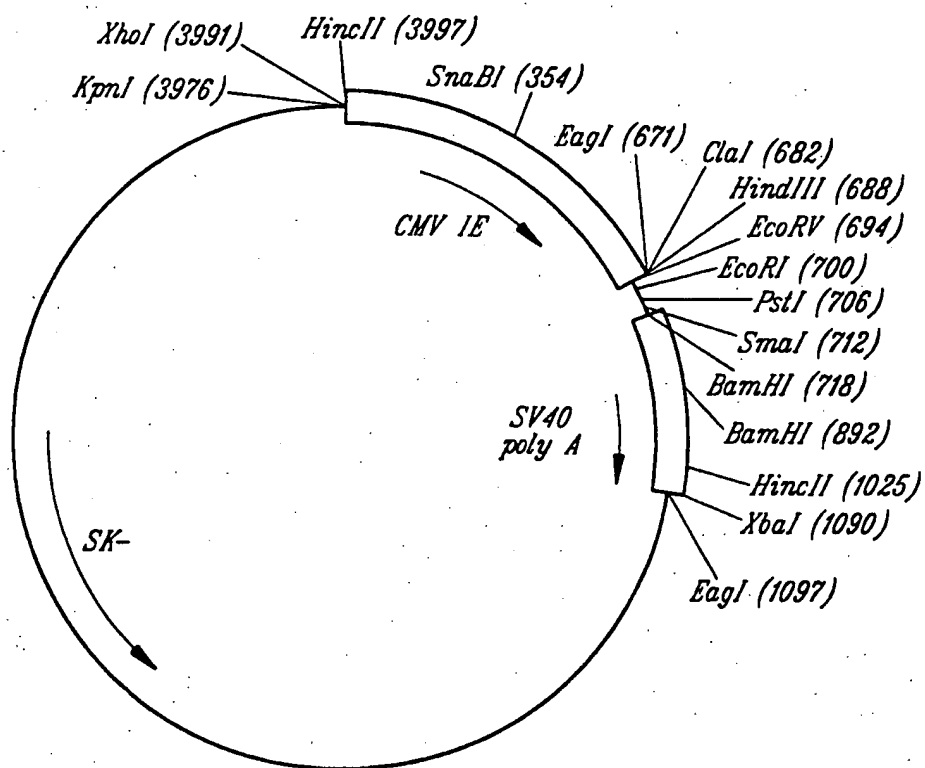 XhoI (3991)
HincII (3997)
KpnI (3976)
SnaBI (354)
EagI (671)
ClaI (682)
HindIII (688)
EcoRV (694)
EcoRI (700)
PstI (706)
SmaI (712)
BamHI (718)
BamHI (892)
HincII (1025)
XbaI (1090)
EagI (1097)
CMV IE
SV40
poly A
SK-